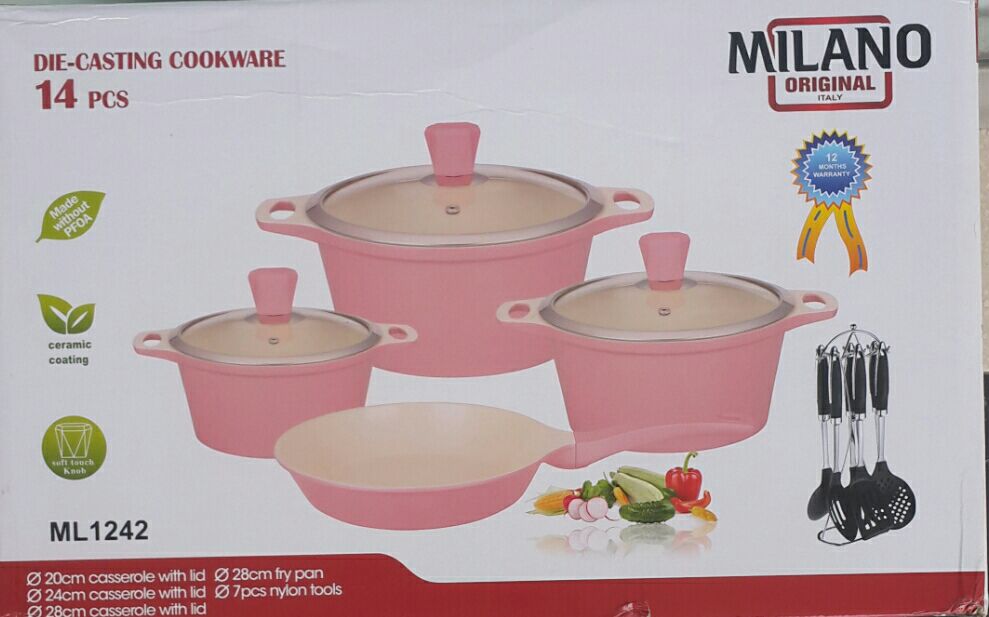 DIE-CASTING COOKWARE
14 PCS
MILANO
ORIGINAL
ITALY
12
MONTHS
WARRANTY
Made
without
PFOA
ceramic
coating
soft touch
Knob
ML1242
Ø 20cm casserole with lid Ø 28cm fry pan
Ø 24cm casserole with lid Ø 7pcs nylon tools
Ø 28cm casserole with lid